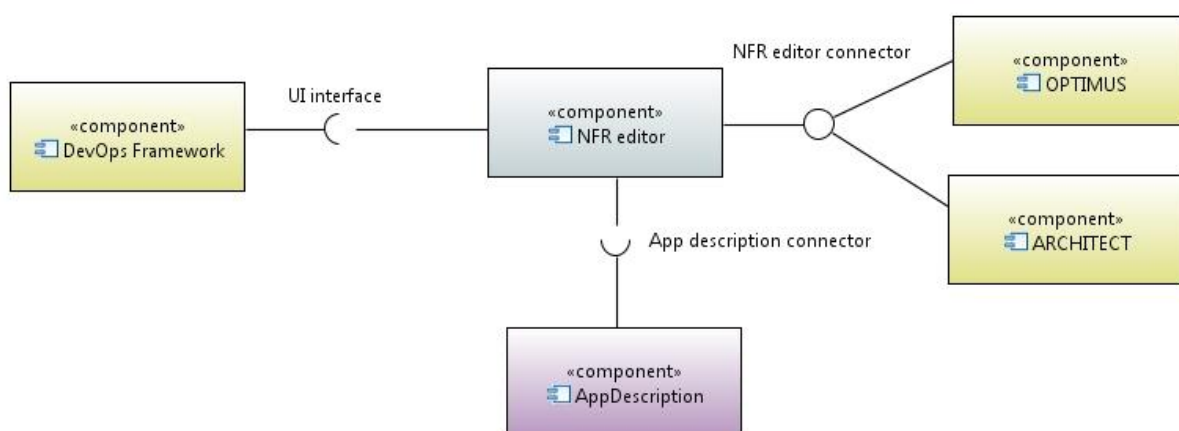 NFR editor connector
«component»
OPTIMUS
UI interface
«component»
DevOps Framework
«component»
NFR editor
«component»
ARCHITECT
App description connector
«component»
AppDescription